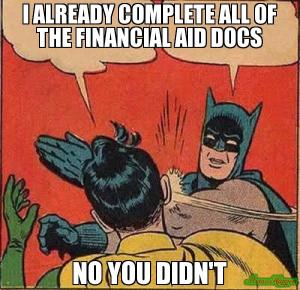 I ALREADY COMPLETE ALL OF
THE FINANCIAL AID DOCS
NO YOU DIDN'T